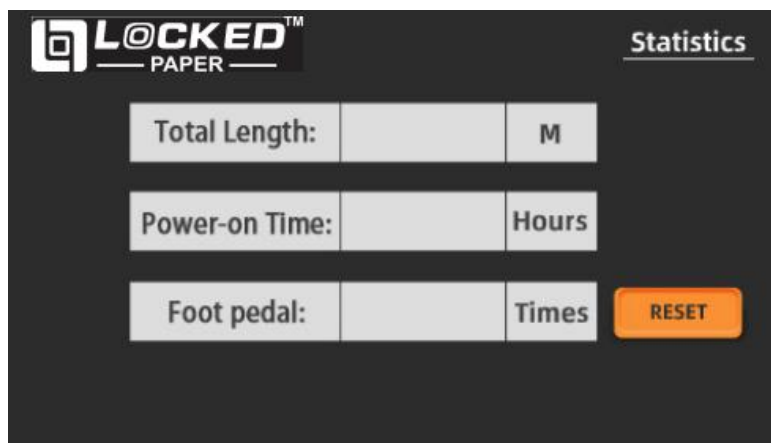 LOCKED™
PAPER
Statistics
Total Length: M
Power-on Time: Hours
Foot pedal: Times RESET